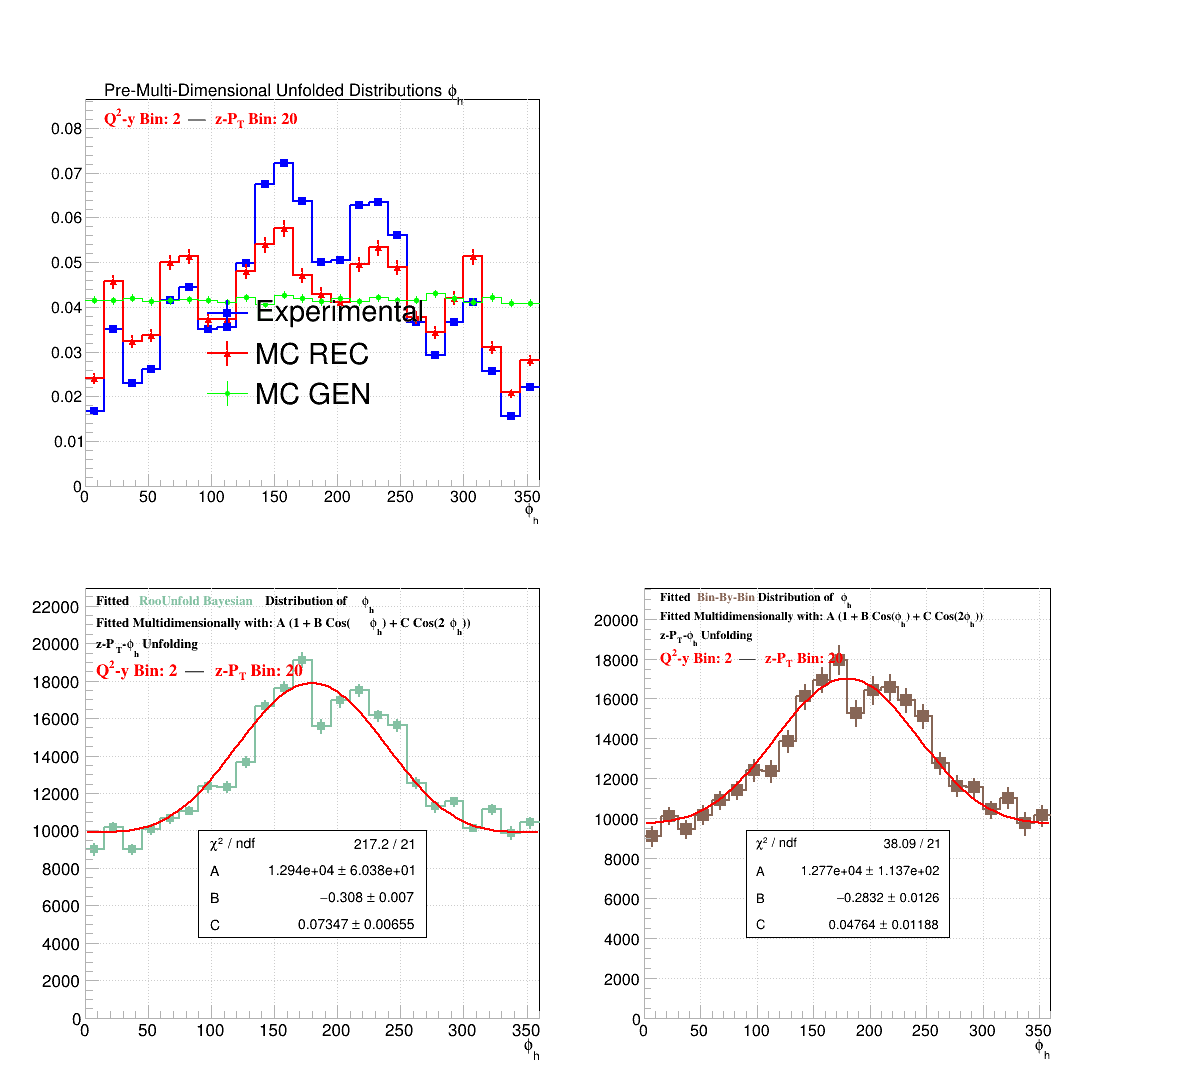 Pre-Multi-Dimensional Unfolded Distributions ϕh
Q²-y Bin: 2 — z-PT Bin: 20
0.08
0.07
0.06
0.05
0.04
0.03
0.02
0.01
0
Experimental
MC REC
MC GEN
0 50 100 150 200 250 300 350
ϕh
Fitted RooUnfold Bayesian Distribution of ϕh
Fitted Multidimensionally with: A (1 + B Cos( ϕh) + C Cos(2 ϕh))
z-PT-ϕh Unfolding
Q²-y Bin: 2 — z-PT Bin: 20
22000
20000
18000
16000
14000
12000
10000
8000
6000
4000
2000
0
χ² / ndf 217.2 / 21
A 1.294e+04 ± 6.038e+01
B −0.308 ± 0.007
C 0.07347 ± 0.00655
0 50 100 150 200 250 300 350
ϕh
Fitted Bin-By-Bin Distribution of ϕh
Fitted Multidimensionally with: A (1 + B Cos(ϕh) + C Cos(2ϕh))
z-PT-ϕh Unfolding
Q²-y Bin: 2 — z-PT Bin: 20
20000
18000
16000
14000
12000
10000
8000
6000
4000
2000
0
χ² / ndf 38.09 / 21
A 1.277e+04 ± 1.137e+02
B −0.2832 ± 0.0126
C 0.04764 ± 0.01188
0 50 100 150 200 250 300 350
ϕh